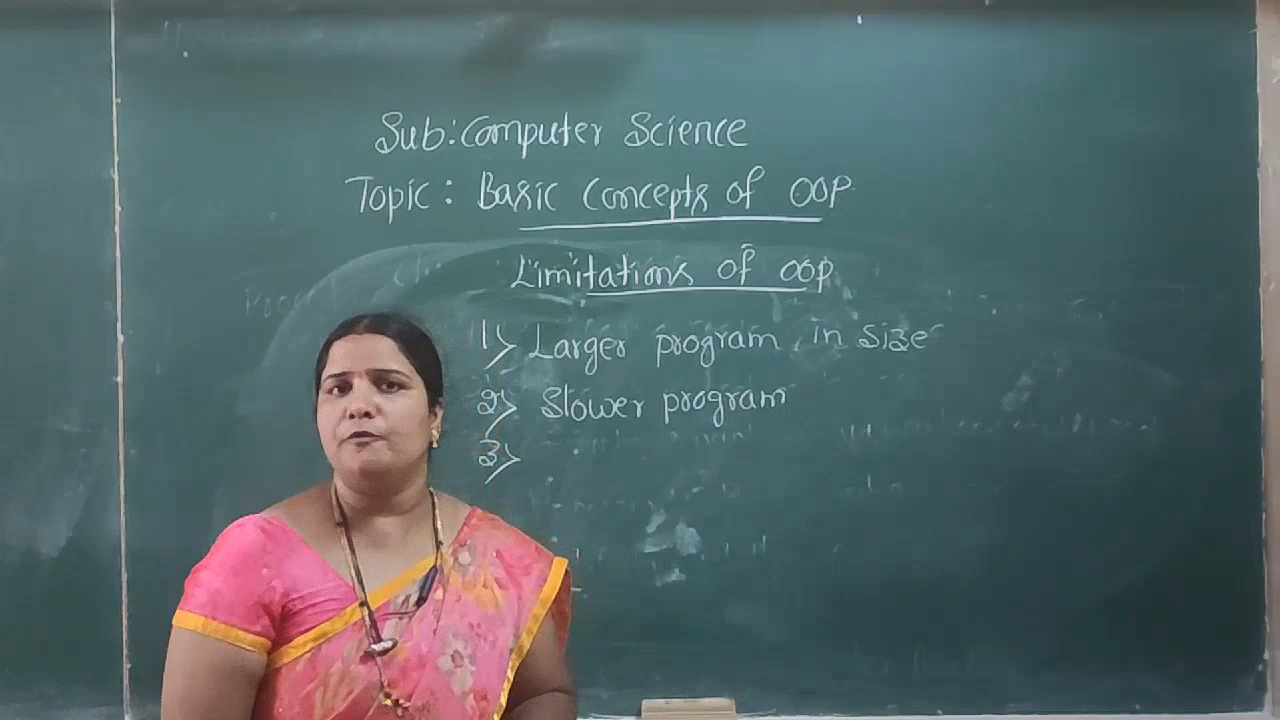 Sub: Computer Science
Topic: Basic Concepts of OOP
Limitations of OOP
1> Larger program in size
2> Slower program
3>